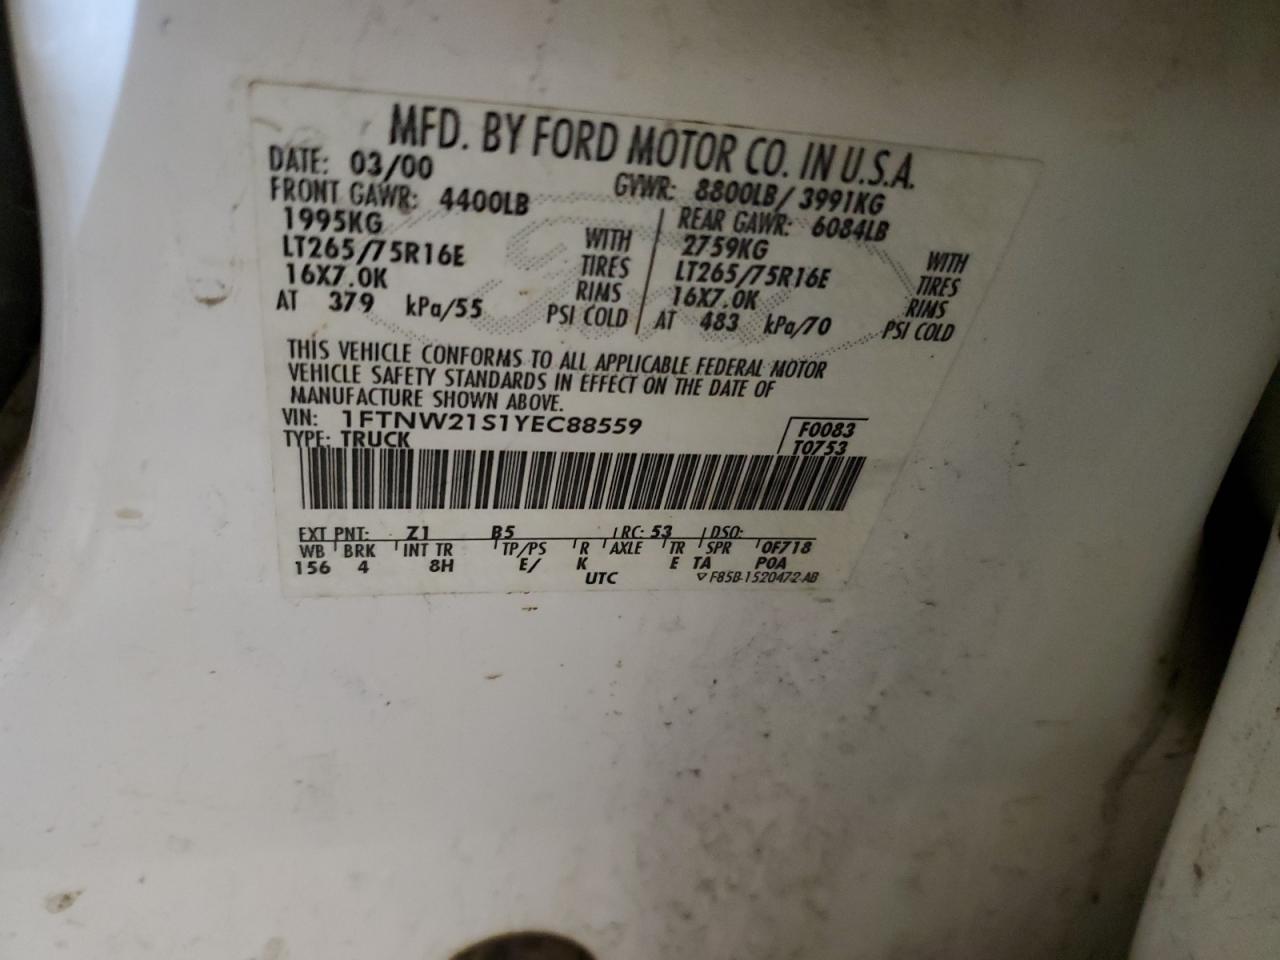 MFD. BY FORD MOTOR CO. IN U.S.A.
DATE: 03/00 GVWR: 8800LB/ 3991KG
FRONT GAWR: 4400LB REAR GAWR: 6084LB
1995KG WITH 2759KG WITH
LT265/75R16E TIRES LT265/75R16E TIRES
16X7.0K RIMS 16X7.0K RIMS
AT 379 kPa/55 PSI COLD AT 483 kPa/70 PSI COLD
THIS VEHICLE CONFORMS TO ALL APPLICABLE FEDERAL MOTOR
VEHICLE SAFETY STANDARDS IN EFFECT ON THE DATE OF
MANUFACTURE SHOWN ABOVE.
VIN: 1FTNW21S1YEC88559 F0083
TYPE: TRUCK T0753
EXT PNT: Z1 B5 RC: 53 DSO:
WB BRK INT TR TP/PS R AXLE TR SPR 0F718
156 4 8H E/ K E TA POA
UTC F85B-1520472-AB